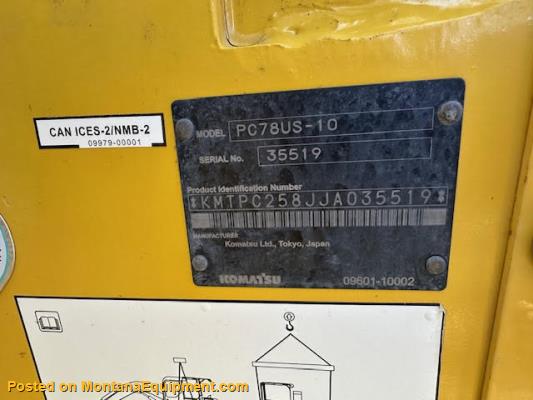 CAN ICES-2/NMB-2
09979-00001
MODEL PC78US-10
SERIAL No. 35519
Product Identification Number
*KMTPC258JJA035519*
MANUFACTURER
Komatsu Ltd., Tokyo, Japan
KOMATSU 09601-10002
Posted on MontanaEquipment.com